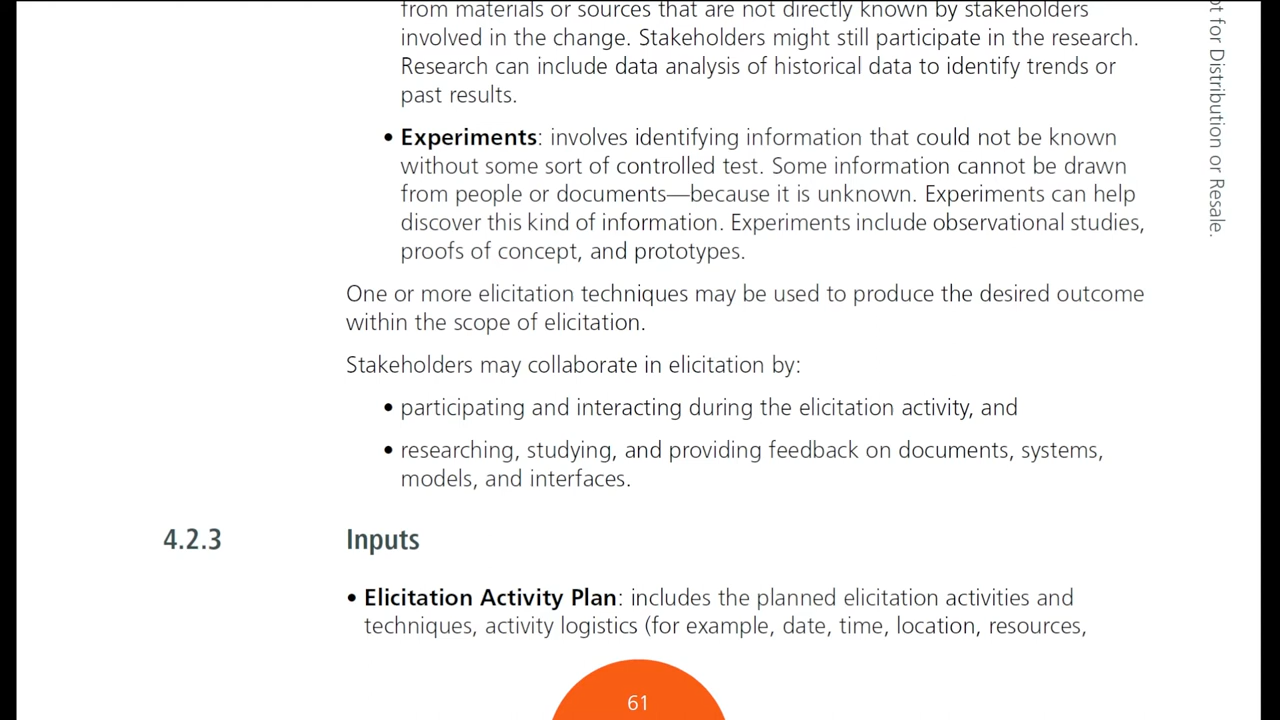 from materials or sources that are not directly known by stakeholders
involved in the change. Stakeholders might still participate in the research.
Research can include data analysis of historical data to identify trends or
past results.
• Experiments: involves identifying information that could not be known
without some sort of controlled test. Some information cannot be drawn
from people or documents—because it is unknown. Experiments can help
discover this kind of information. Experiments include observational studies,
proofs of concept, and prototypes.
One or more elicitation techniques may be used to produce the desired outcome
within the scope of elicitation.
Stakeholders may collaborate in elicitation by:
• participating and interacting during the elicitation activity, and
• researching, studying, and providing feedback on documents, systems,
models, and interfaces.
4.2.3 Inputs
• Elicitation Activity Plan: includes the planned elicitation activities and
techniques, activity logistics (for example, date, time, location, resources,
61
for Distribution or Resale.